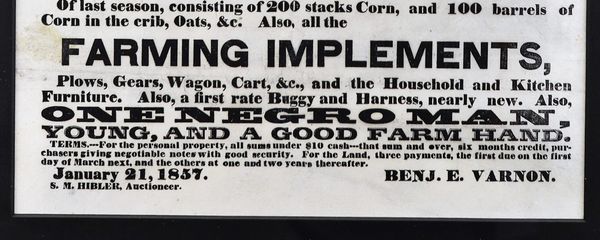 Of last season, consisting of 200 stacks Corn, and 100 barrels of
Corn in the crib, Oats, &c. Also, all the
FARMING IMPLEMENTS,
Plows, Gears, Wagon, Cart, &c., and the Household and Kitchen
Furniture. Also, a first rate Buggy and Harness, nearly new. Also,
ONE NEGRO MAN,
YOUNG, AND A GOOD FARM HAND.
TERMS.---For the personal property, all sums under $10 cash---that sum and over, six months credit, pur-
chasers giving negotiable notes with good security. For the Land, three payments, the first due on the first
day of March next, and the others at one and two years thereafter.
January 21, 1857. BENJ. E. VARNON.
S. M. HIBLER, Auctioneer.